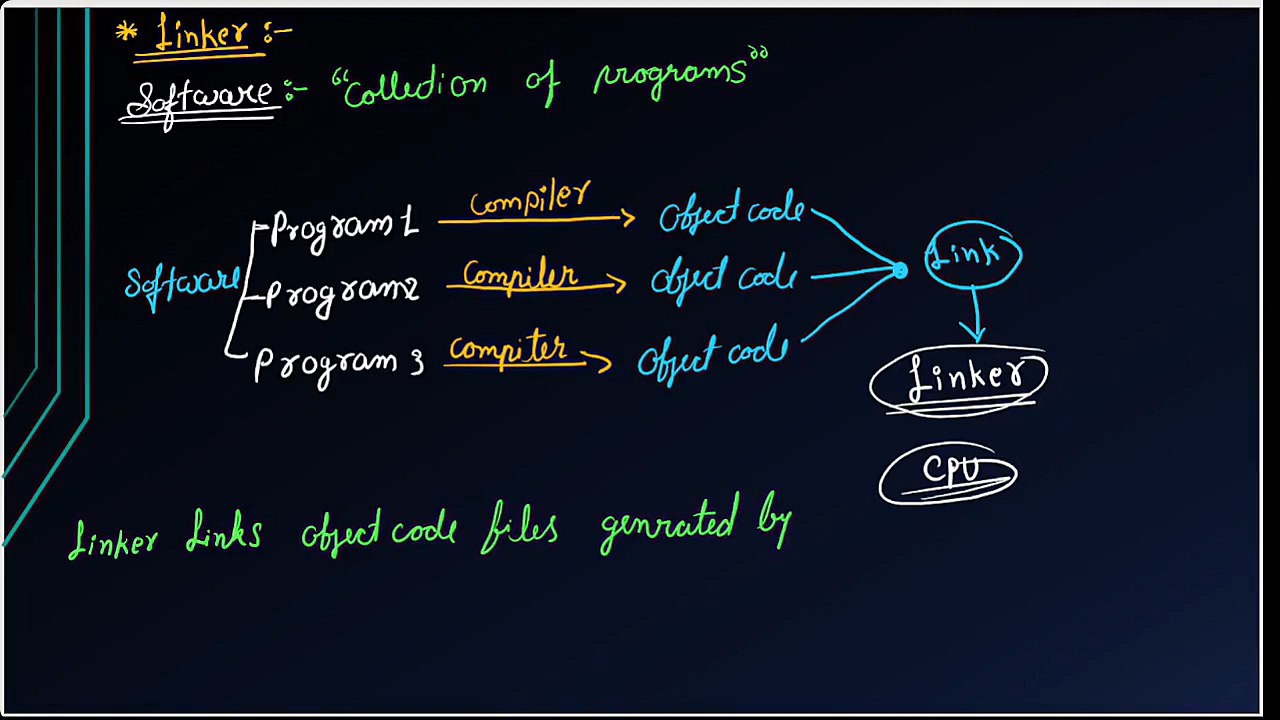 * Linker :-
Software :- "Collection of programs"
Program 1 Compiler Object code
Link
Software Program 2 Compiler Object code
Program 3 Compiter Object code
Linker
CPU
Linker Links Object code files genrated by